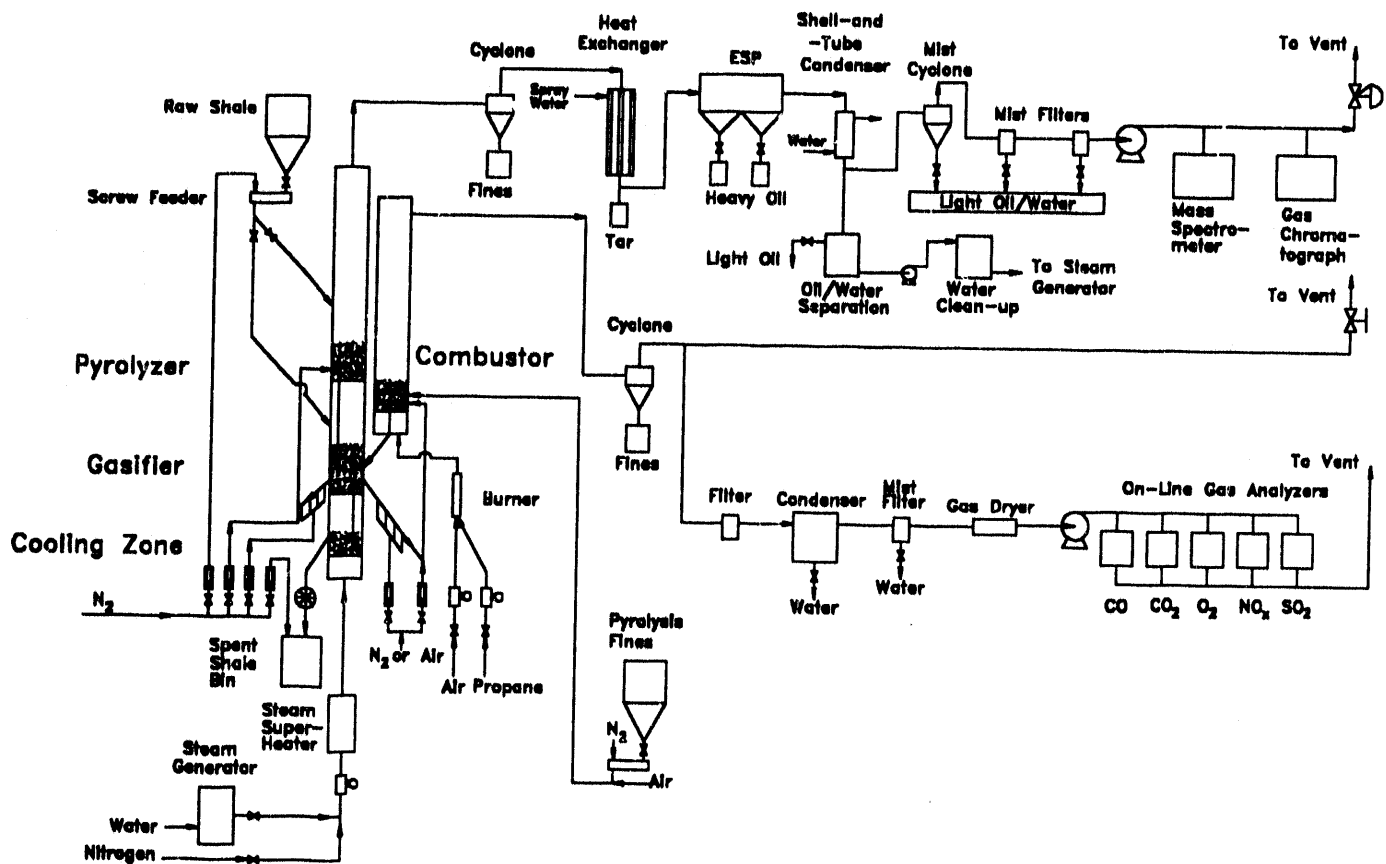 Heat
Exchanger
Cyclone
Spray
Water
Raw Shale
Fines
Tar
ESP
Heavy Oil
Shell-and
-Tube
Condenser
Water
Mist
Cyclone
Mist Filters
Light Oil/Water
To Vent
Mass
Spectro-
meter
Gas
Chroma-
tograph
Screw Feeder
Light Oil
Oil/Water
Separation
Water
Clean-up
To Steam
Generator
To Vent
Pyrolyzer
Combustor
Cyclone
Fines
Gasifier
Burner
Cooling Zone
N₂
Spent
Shale
Bin
N₂ or Air
Air Propane
Filter
Condenser
Water
Mist
Filter
Water
Gas Dryer
On-Line Gas Analyzers
To Vent
CO CO₂ O₂ NOₓ SO₂
Pyrolysis
Fines
N₂
Air
Steam
Super-
Heater
Steam
Generator
Water
Nitrogen